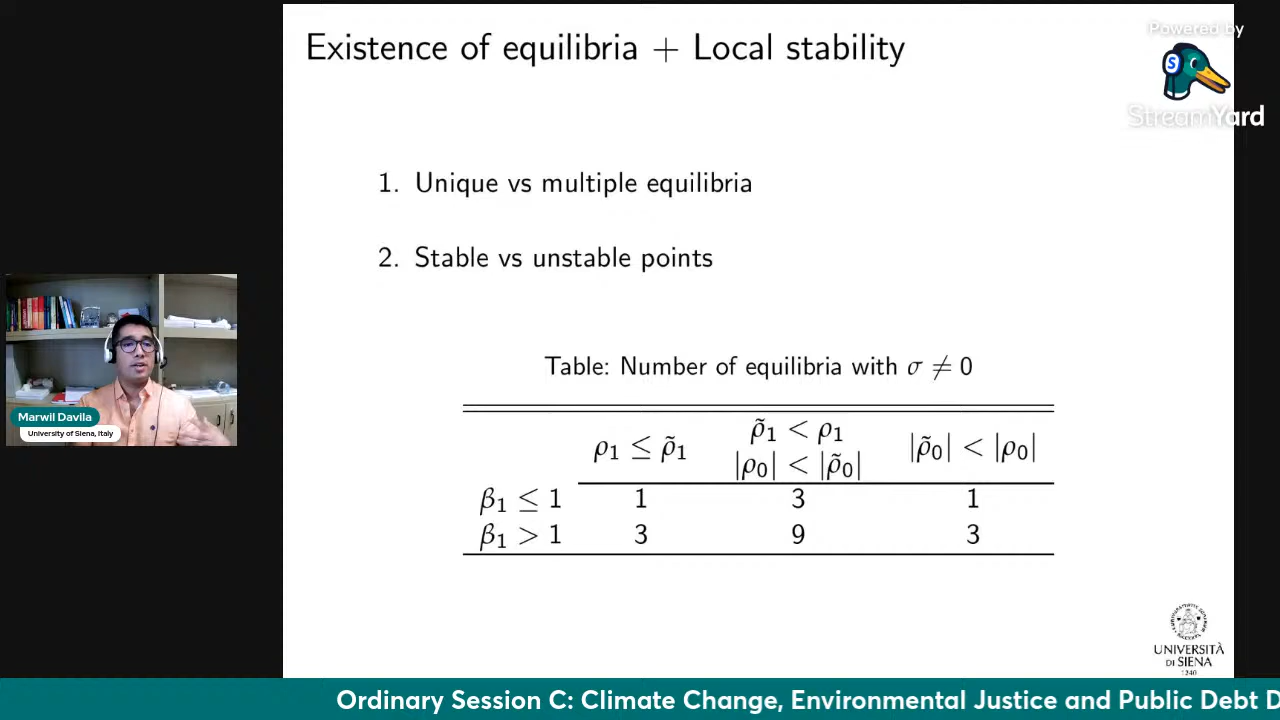 Existence of equilibria + Local stability
Powered by
StreamYard
1. Unique vs multiple equilibria
2. Stable vs unstable points
Table: Number of equilibria with σ ≠ 0
ρ₁ ≤ ρ̃₁
ρ̃₁ < ρ₁
|ρ₀| < |ρ̃₀|
|ρ̃₀| < |ρ₀|
β₁ ≤ 1 1 3 1
β₁ > 1 3 9 3
Marwil Davila
University of Siena, Italy
UNIVERSITÀ
DI SIENA
1240
Ordinary Session C: Climate Change, Environmental Justice and Public Debt D